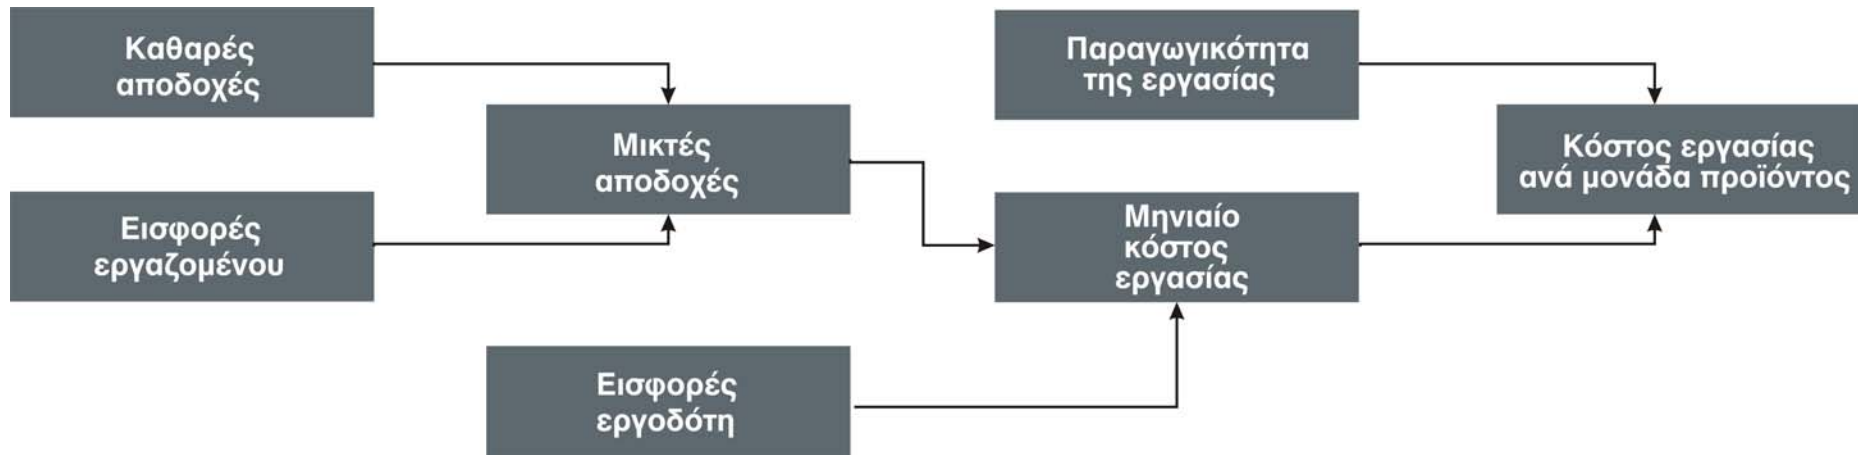 Καθαρές
αποδοχές
Εισφορές
εργαζομένου
Μικτές
αποδοχές
Εισφορές
εργοδότη
Παραγωγικότητα
της εργασίας
Μηνιαίο
κόστος
εργασίας
Κόστος εργασίας
ανά μονάδα προϊόντος